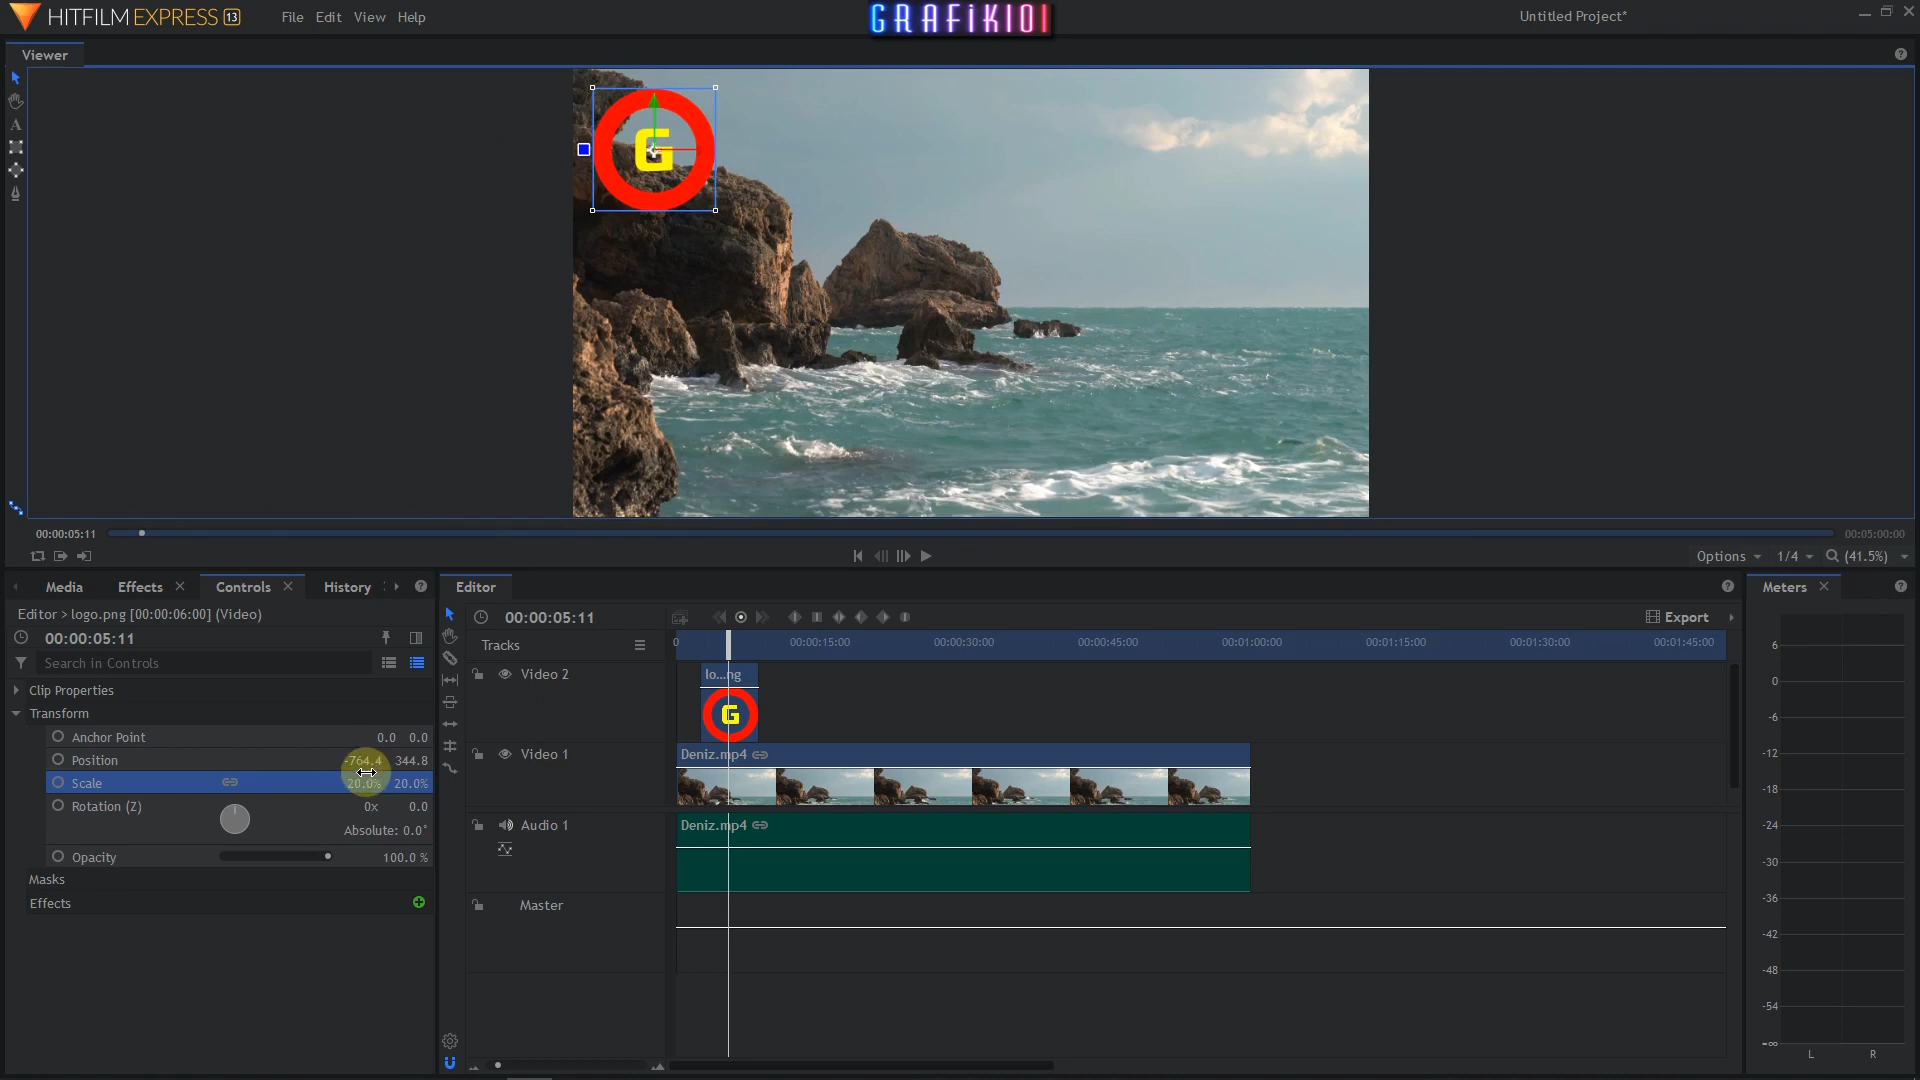 HITFILM EXPRESS 13
File Edit View Help
GRAFiK101
Untitled Project*
Viewer
G
00:00:05:11
00:05:00:00
Options 1/4 (41.5%)
Media Effects Controls History
Editor > logo.png [00:00:06:00] (Video)
00:00:05:11
Search in Controls
Clip Properties
Transform
Anchor Point 0.0 0.0
Position -764.4 344.8
Scale 20.0% 20.0%
Rotation (Z) 0x 0.0
Absolute: 0.0°
Opacity 100.0 %
Masks
Effects
Editor
00:00:05:11
Export
Tracks
0 00:00:15:00 00:00:30:00 00:00:45:00 00:01:00:00 00:01:15:00 00:01:30:00 00:01:45:00
Video 2
lo...ng
G
Video 1
Deniz.mp4
Audio 1
Deniz.mp4
Master
Meters
6
0
-6
-12
-18
-24
-30
-36
-42
-48
-54
-∞
L R